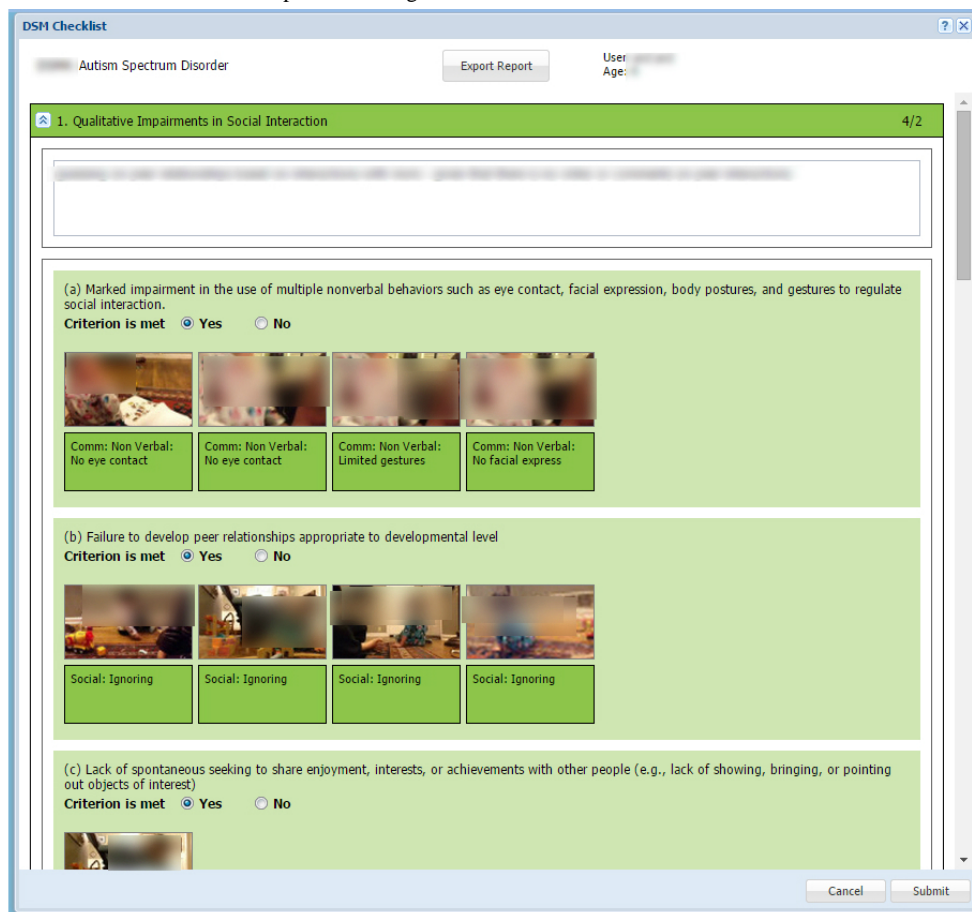 DSM Checklist
Autism Spectrum Disorder
Export Report
User
Age:
1. Qualitative Impairments in Social Interaction 4/2
(a) Marked impairment in the use of multiple nonverbal behaviors such as eye contact, facial expression, body postures, and gestures to regulate
social interaction.
Criterion is met Yes No
Comm: Non Verbal:
No eye contact
Comm: Non Verbal:
No eye contact
Comm: Non Verbal:
Limited gestures
Comm: Non Verbal:
No facial express
(b) Failure to develop peer relationships appropriate to developmental level
Criterion is met Yes No
Social: Ignoring
Social: Ignoring
Social: Ignoring
Social: Ignoring
(c) Lack of spontaneous seeking to share enjoyment, interests, or achievements with other people (e.g., lack of showing, bringing, or pointing
out objects of interest)
Criterion is met Yes No
Cancel Submit